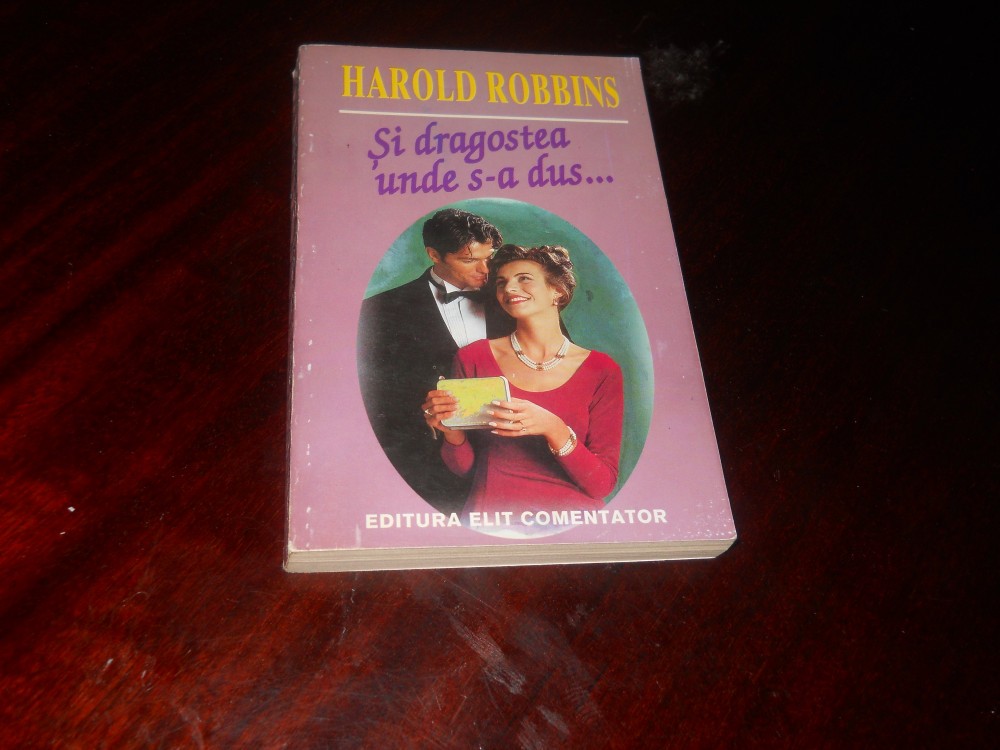 HAROLD ROBBINS
Și dragostea
unde s-a dus...
EDITURA ELIT COMENTATOR